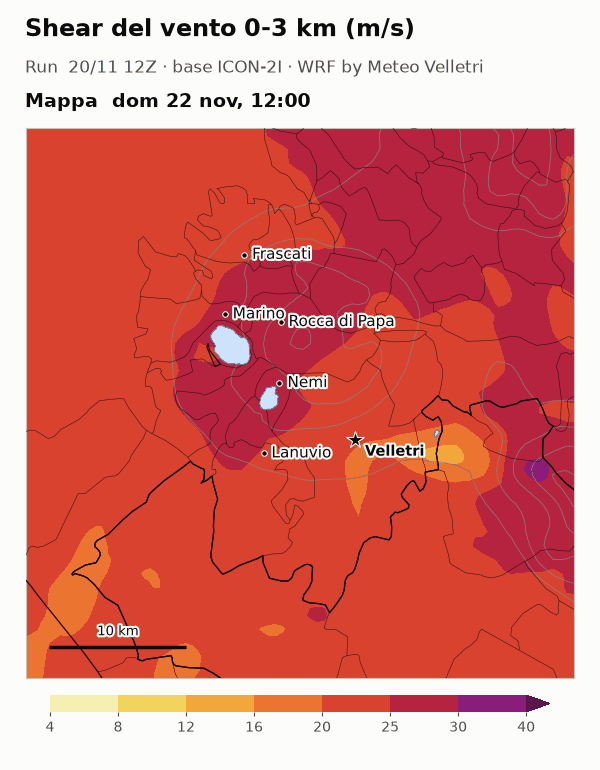 Shear del vento 0-3 km (m/s)
Run  20/11 12Z · base ICON-2I · WRF by Meteo Velletri
Mappa  dom 22 nov, 12:00
Frascati
Marino
Rocca di Papa
Nemi
Velletri
Lanuvio
10 km
4 8 12 16 20 25 30 40